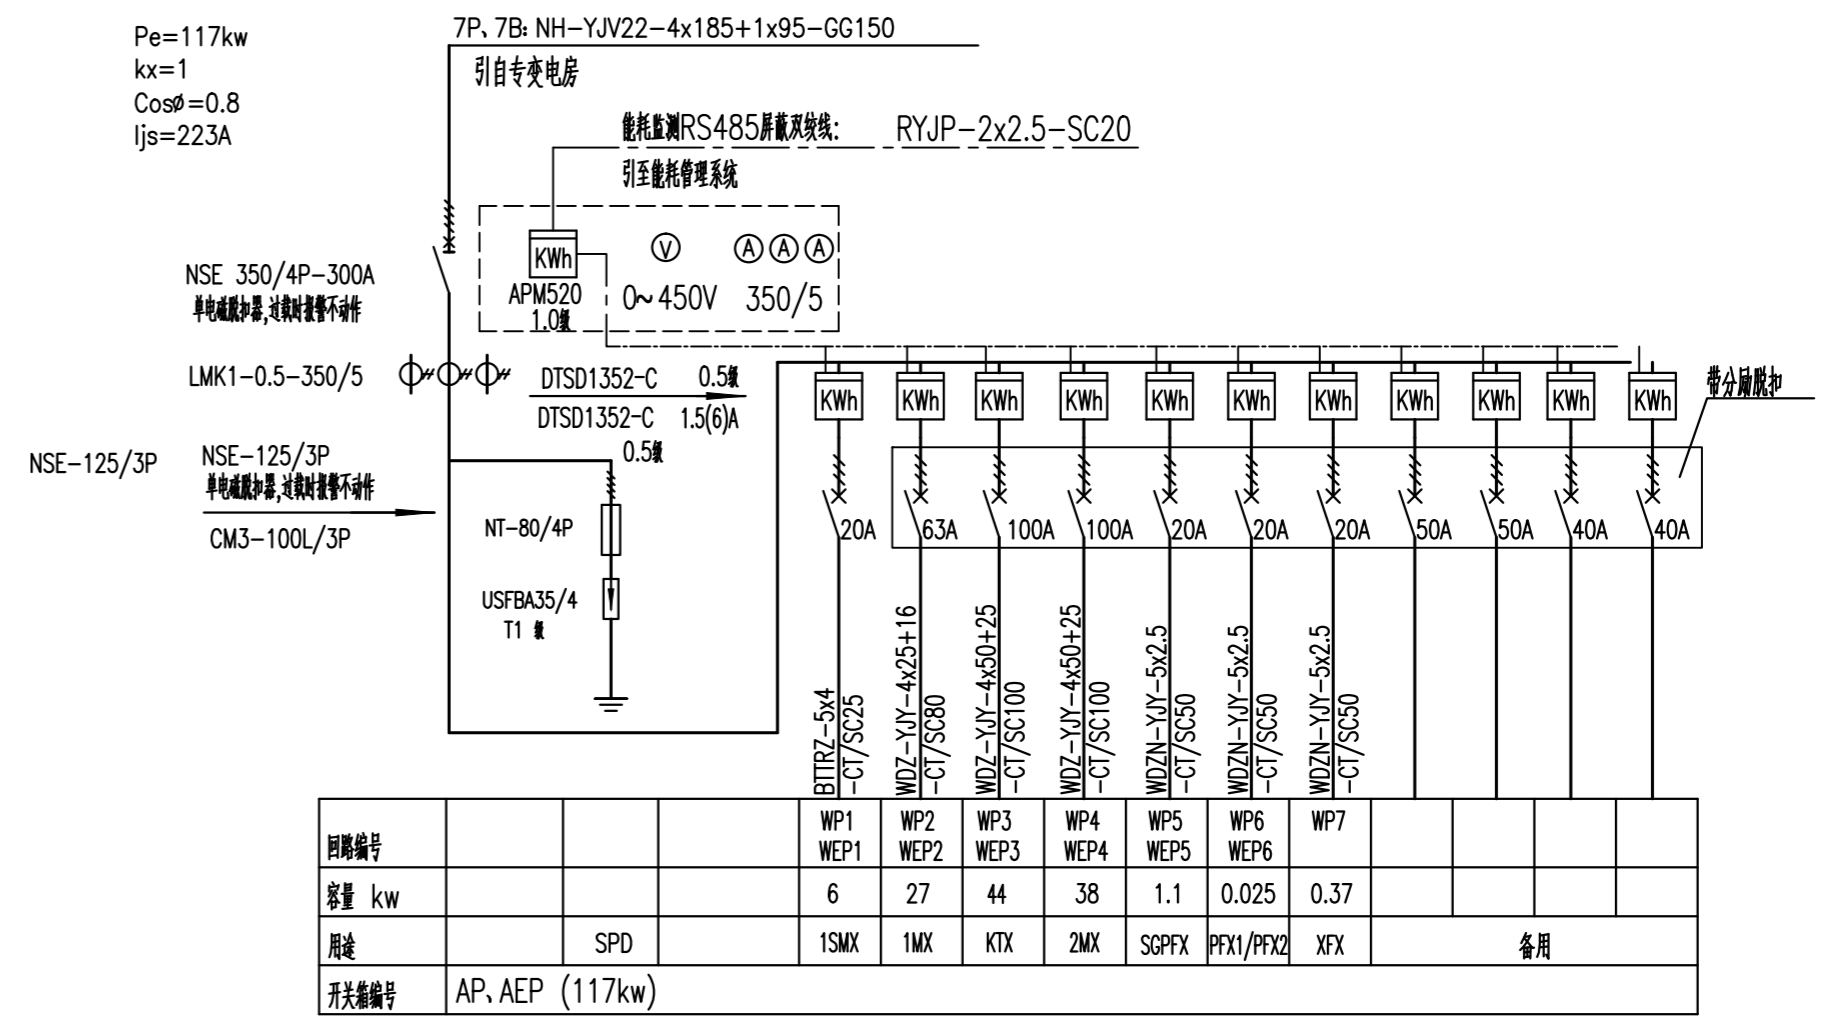 Pe=117kw
kx=1
CosØ=0.8
Ijs=223A
7P、7B: NH-YJV22-4x185+1x95-GG150
引自专变电房
能耗监测RS485屏蔽双绞线: RYJP-2x2.5-SC20
引至能耗管理系统
KWh
APM520
1.0级
V
A A A
0~450V 350/5
NSE 350/4P-300A
单电磁脱扣器,过载时报警不动作
LMK1-0.5-350/5
DTSD1352-C 0.5级
DTSD1352-C 1.5(6)A
0.5级
NSE-125/3P
NSE-125/3P
单电磁脱扣器,过载时报警不动作
CM3-100L/3P
NT-80/4P
USFBA35/4
T1 级
KWh KWh KWh KWh KWh KWh KWh KWh KWh KWh KWh
带分励脱扣
20A 63A 100A 100A 20A 20A 20A 50A 50A 40A 40A
BTTRZ-5x4
-CT/SC25
WDZ-YJY-4x25+16
-CT/SC80
WDZ-YJY-4x50+25
-CT/SC100
WDZ-YJY-4x50+25
-CT/SC100
WDZN-YJY-5x2.5
-CT/SC50
WDZN-YJY-5x2.5
-CT/SC50
WDZN-YJY-5x2.5
-CT/SC50
回路编号 WP1 WP2 WP3 WP4 WP5 WP6 WP7
WEP1 WEP2 WEP3 WEP4 WEP5 WEP6
容量 kw 6 27 44 38 1.1 0.025 0.37
用途 SPD 1SMX 1MX KTX 2MX SGPFX PFX1/PFX2 XFX 备用
开关箱编号 AP、AEP (117kw)